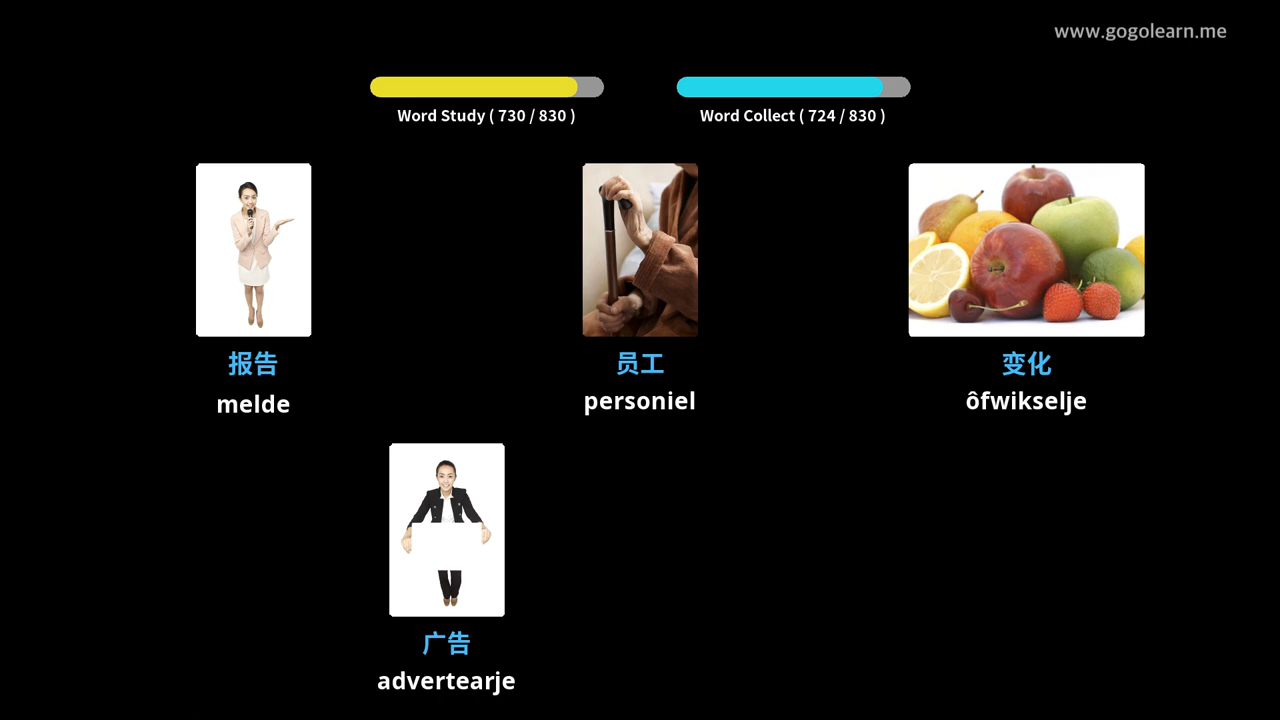 www.gogolearn.me
Word Study ( 730 / 830 )
Word Collect ( 724 / 830 )
报告
melde
员工
personiel
变化
ôfwikselje
广告
advertearje